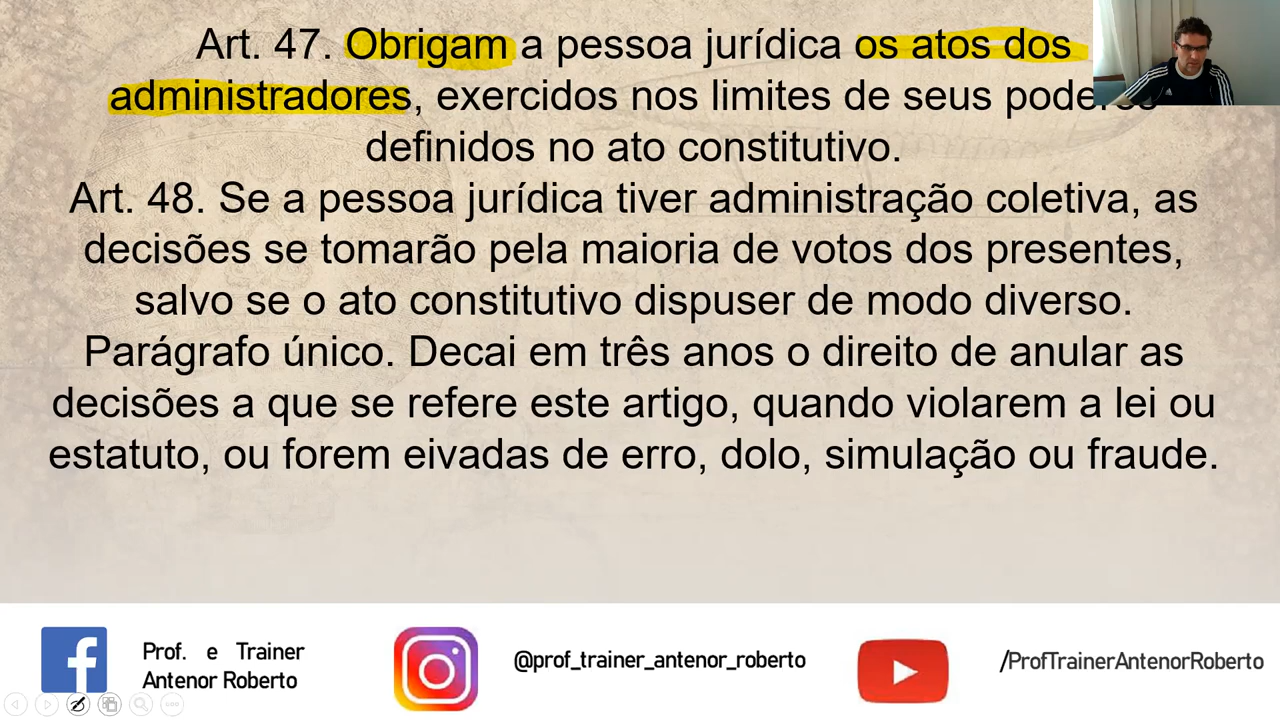 Art. 47. Obrigam a pessoa jurídica os atos dos
administradores, exercidos nos limites de seus poderes
definidos no ato constitutivo.
Art. 48. Se a pessoa jurídica tiver administração coletiva, as
decisões se tomarão pela maioria de votos dos presentes,
salvo se o ato constitutivo dispuser de modo diverso.
Parágrafo único. Decai em três anos o direito de anular as
decisões a que se refere este artigo, quando violarem a lei ou
estatuto, ou forem eivadas de erro, dolo, simulação ou fraude.
Prof. e Trainer
Antenor Roberto
@prof_trainer_antenor_roberto
/ProfTrainerAntenorRoberto